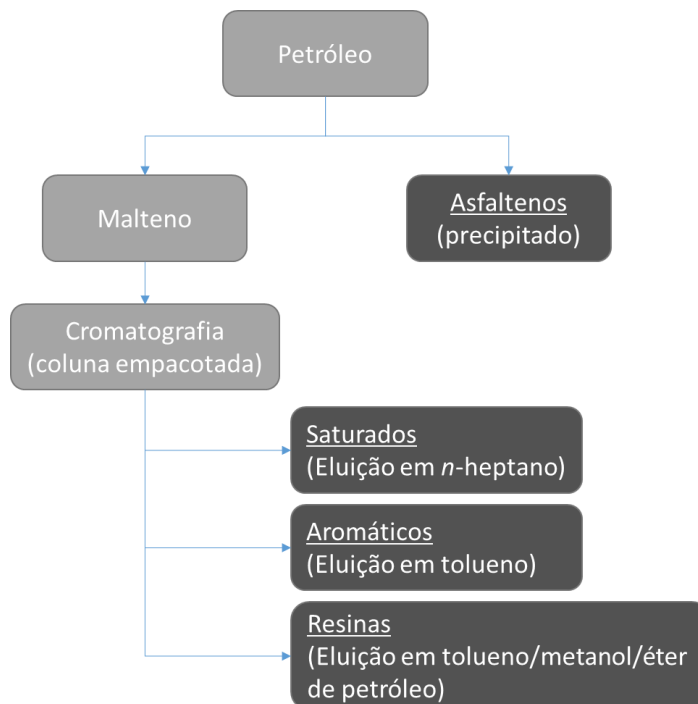 Petróleo
Malteno
Asfaltenos
(precipitado)
Cromatografia
(coluna empacotada)
Saturados
(Eluição em n-heptano)
Aromáticos
(Eluição em tolueno)
Resinas
(Eluição em tolueno/metanol/éter
de petróleo)